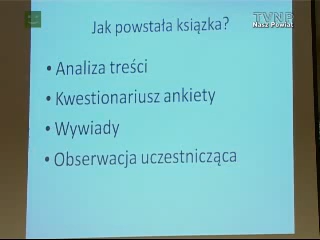 TVNP
Nasz Powiat
Jak powstała książka?
• Analiza treści
• Kwestionariusz ankiety
• Wywiady
• Obserwacja uczestnicząca